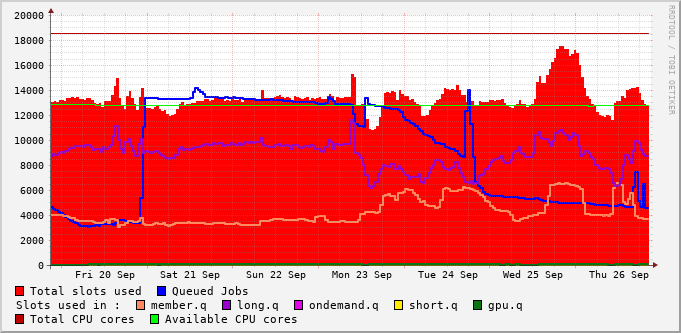 RRDTOOL / TOBI OETIKER
20000
18000
16000
14000
12000
10000
8000
6000
4000
2000
0
Fri 20 Sep Sat 21 Sep Sun 22 Sep Mon 23 Sep Tue 24 Sep Wed 25 Sep Thu 26 Sep
Total slots used Queued Jobs
Slots used in : member.q long.q ondemand.q short.q gpu.q
Total CPU cores Available CPU cores